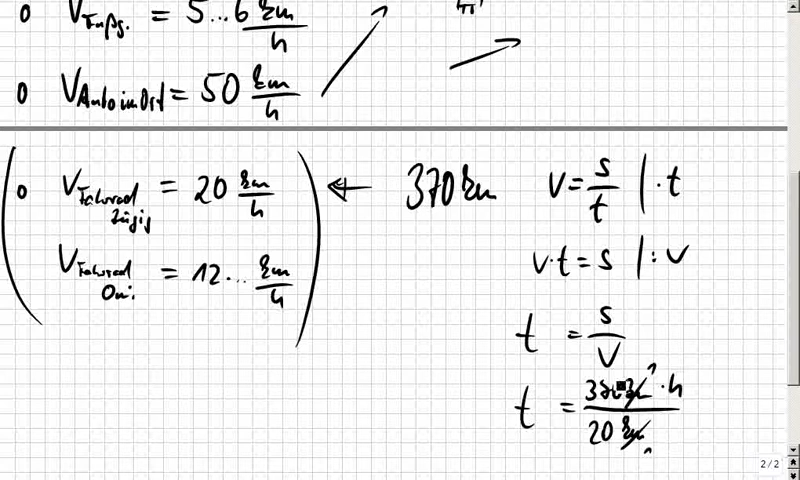 o V Fußg. = 5...6 km/h
o V Auto im Ort = 50 km/h
o V Fahrrad zügig = 20 km/h ← 370 km
V Fahrrad Omi = 12... km/h
v = s/t | · t
v·t = s | : v
t = s/v
t = 370 km · h / 20 km
2/2